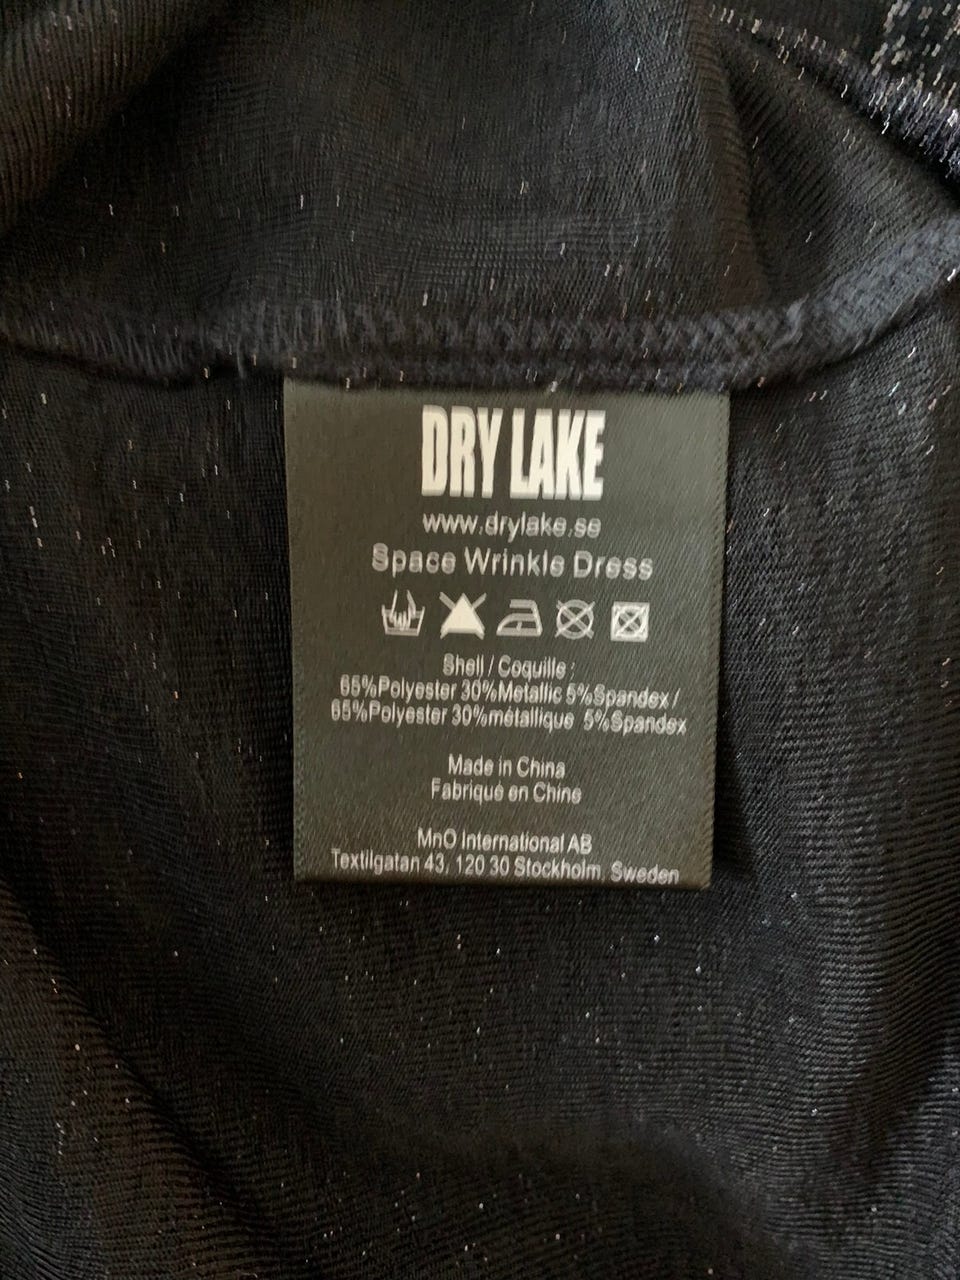 DRY LAKE
www.drylake.se
Space Wrinkle Dress
Shell / Coquille :
65%Polyester 30%Metallic 5%Spandex /
65%Polyester 30%métallique 5%Spandex
Made in China
Fabriqué en Chine
MnO International AB
Textilgatan 43, 120 30 Stockholm, Sweden